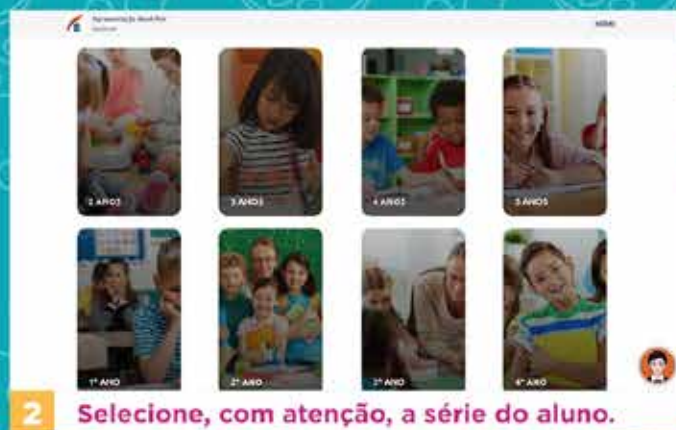 MENU
2 ANOS
3 ANOS
4 ANOS
5 ANOS
1º ANO
2º ANO
3º ANO
4º ANO
2 Selecione, com atenção, a série do aluno.